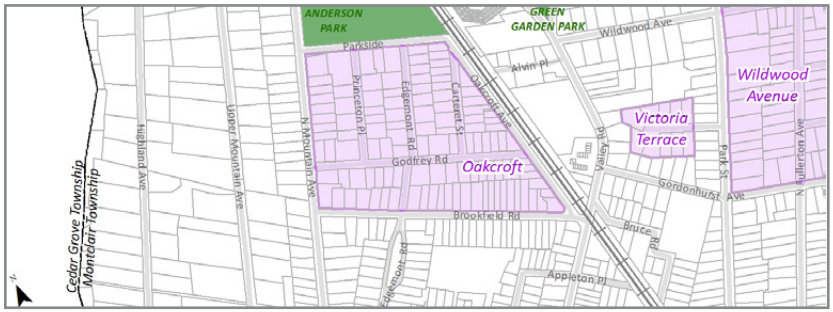 ANDERSON
PARK
GREEN
GARDEN PARK
Wildwood Ave
Parkside
Alvin Pl
Wildwood
Avenue
Oakcroft Ave
Princeton Pl
Edgemont Rd
Carteret St
Victoria
Terrace
Highland Ave
Upper Mountain Ave
N Mountain Ave
Valley Rd
Park St
N Fullerton Ave
Godfrey Rd
Oakcroft
Gordonhurst Ave
Cedar Grove Township
Montclair Township
Brookfield Rd
Bruce Rd
Edgemont Rd
Appleton Pl